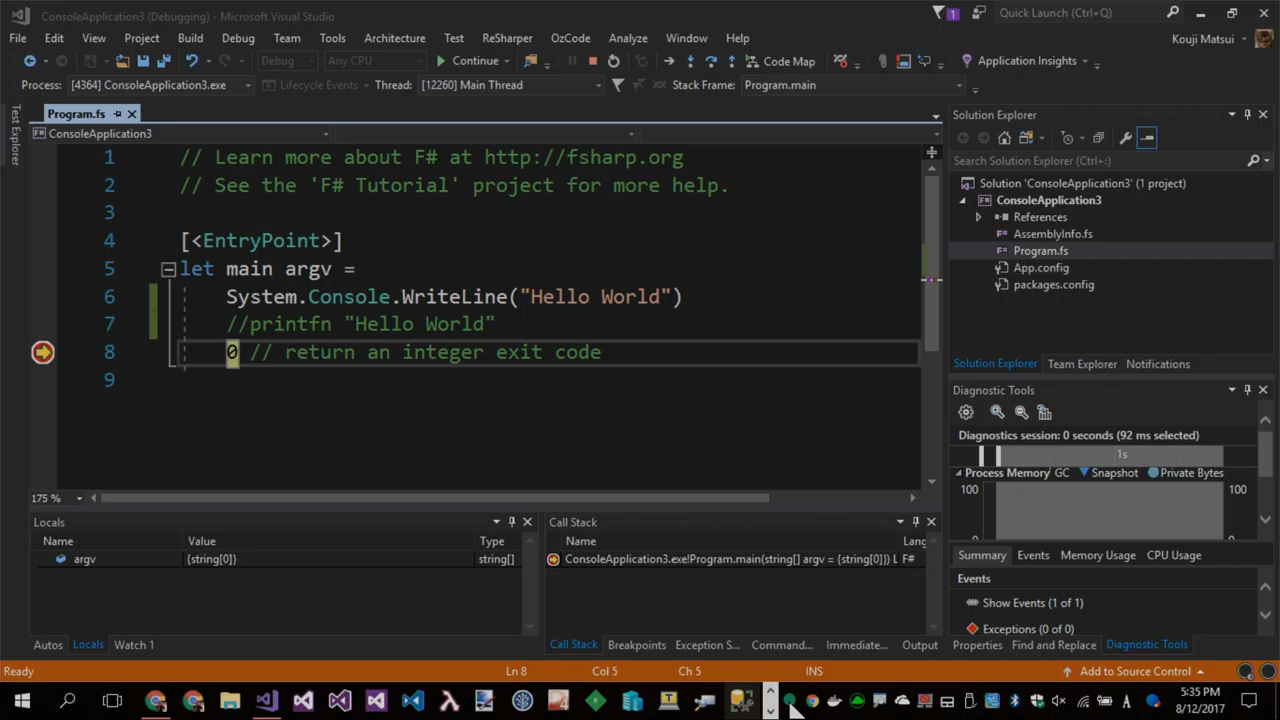 ConsoleApplication3 (Debugging) - Microsoft Visual Studio
1
Quick Launch (Ctrl+Q)
File Edit View Project Build Debug Team Tools Architecture Test ReSharper OzCode Analyze Window Help
Kouji Matsui
Debug Any CPU Continue Code Map Application Insights
Process: [4364] ConsoleApplication3.exe Lifecycle Events Thread: [12260] Main Thread Stack Frame: Program.main
Test Explorer
Program.fs
ConsoleApplication3
1 // Learn more about F# at http://fsharp.org
2 // See the 'F# Tutorial' project for more help.
3
4 [<EntryPoint>]
5 let main argv =
6 System.Console.WriteLine("Hello World")
7 //printfn "Hello World"
8 0 // return an integer exit code
9
175 %
Solution Explorer
Search Solution Explorer (Ctrl+:)
Solution 'ConsoleApplication3' (1 project)
ConsoleApplication3
References
AssemblyInfo.fs
Program.fs
App.config
packages.config
Solution Explorer Team Explorer Notifications
Diagnostic Tools
Diagnostics session: 0 seconds (92 ms selected)
1s
Process Memory GC Snapshot Private Bytes
100 100
Summary Events Memory Usage CPU Usage
Events
Show Events (1 of 1)
Exceptions (0 of 0)
Properties Find and Replace Diagnostic Tools
Locals
Name Value Type
argv {string[0]} string[]
Autos Locals Watch 1
Call Stack
Name Lang
ConsoleApplication3.exe!Program.main(string[] argv = {string[0]}) L F#
Call Stack Breakpoints Exception S... Command... Immediate... Output
Ready Ln 8 Col 5 Ch 5 INS Add to Source Control
5:35 PM
8/12/2017